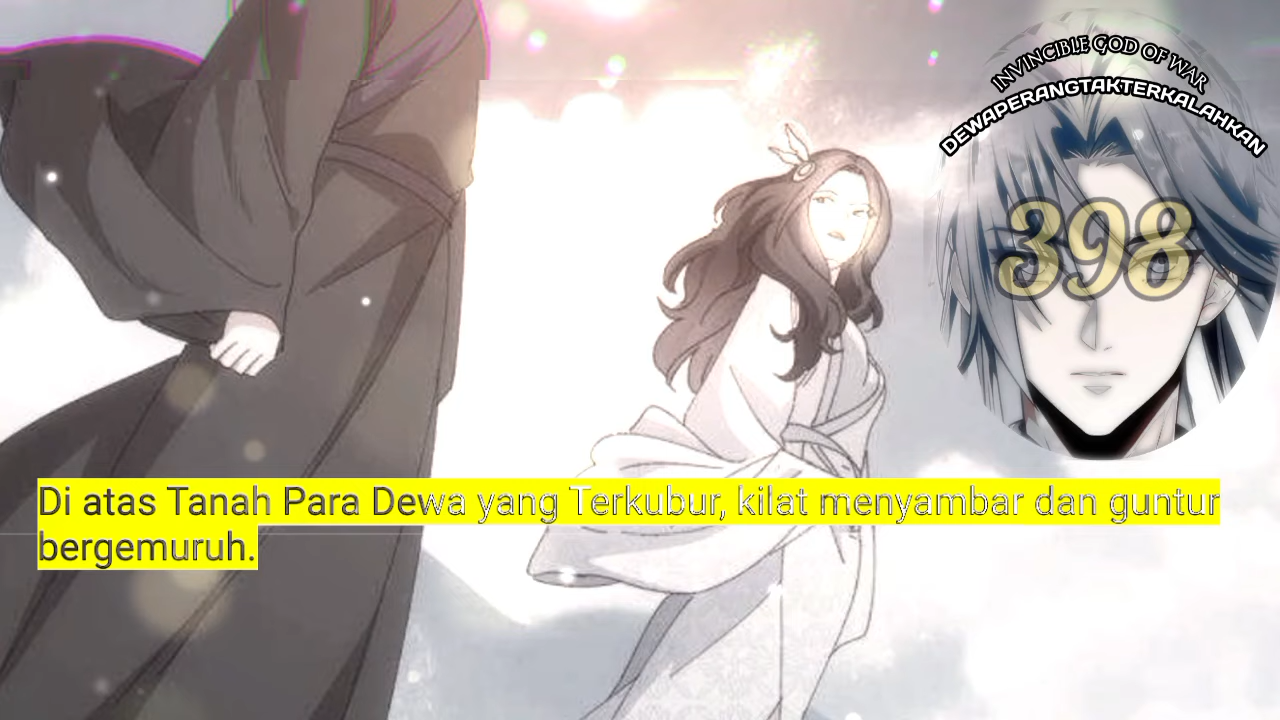 INVINCIBLE GOD OF WAR
DEWAPERANGTAKTERKALAHKAN
398
Di atas Tanah Para Dewa yang Terkubur, kilat menyambar dan guntur
bergemuruh.